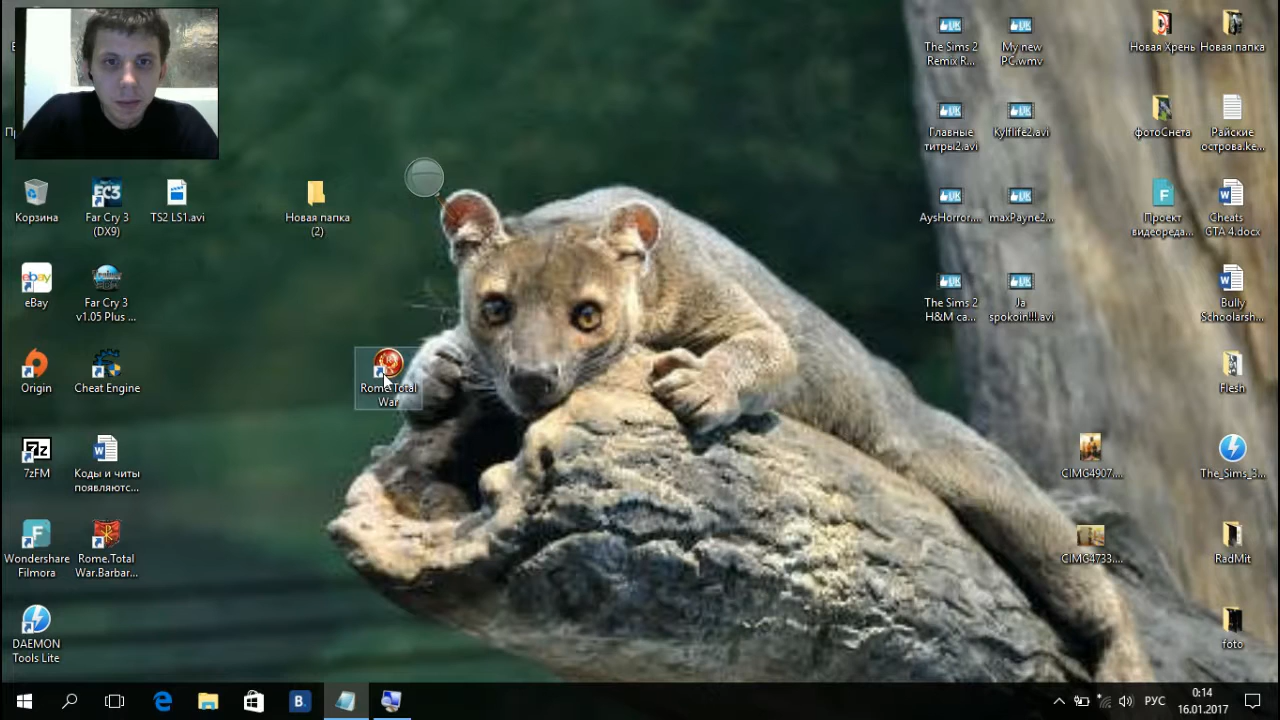 Корзина
Far Cry 3
(DX9)
TS2 LS1.avi
Новая папка
(2)
eBay
Far Cry 3
v1.05 Plus ...
Origin
Cheat Engine
Rome.Total
War
7zFM
Коды и читы
появляютс...
Wondershare
Filmora
Rome.Total
War.Barbar...
DAEMON
Tools Lite
The Sims 2
Remix R...
My new
PC.wmv
Новая Хрень
Новая папка
Главные
титры2.avi
Kylflife2.avi
фотоСнега
Райские
острова.ке...
AysHorror....
maxPayne2...
Проект
видеореда...
Cheats
GTA 4.docx
The Sims 2
H&M ca...
Ja
spokoin!!!.avi
Bully
Schoolarsh...
Flesh
CIMG4907....
The_Sims_3...
CIMG4733....
RadMit
foto
РУС
0:14
16.01.2017